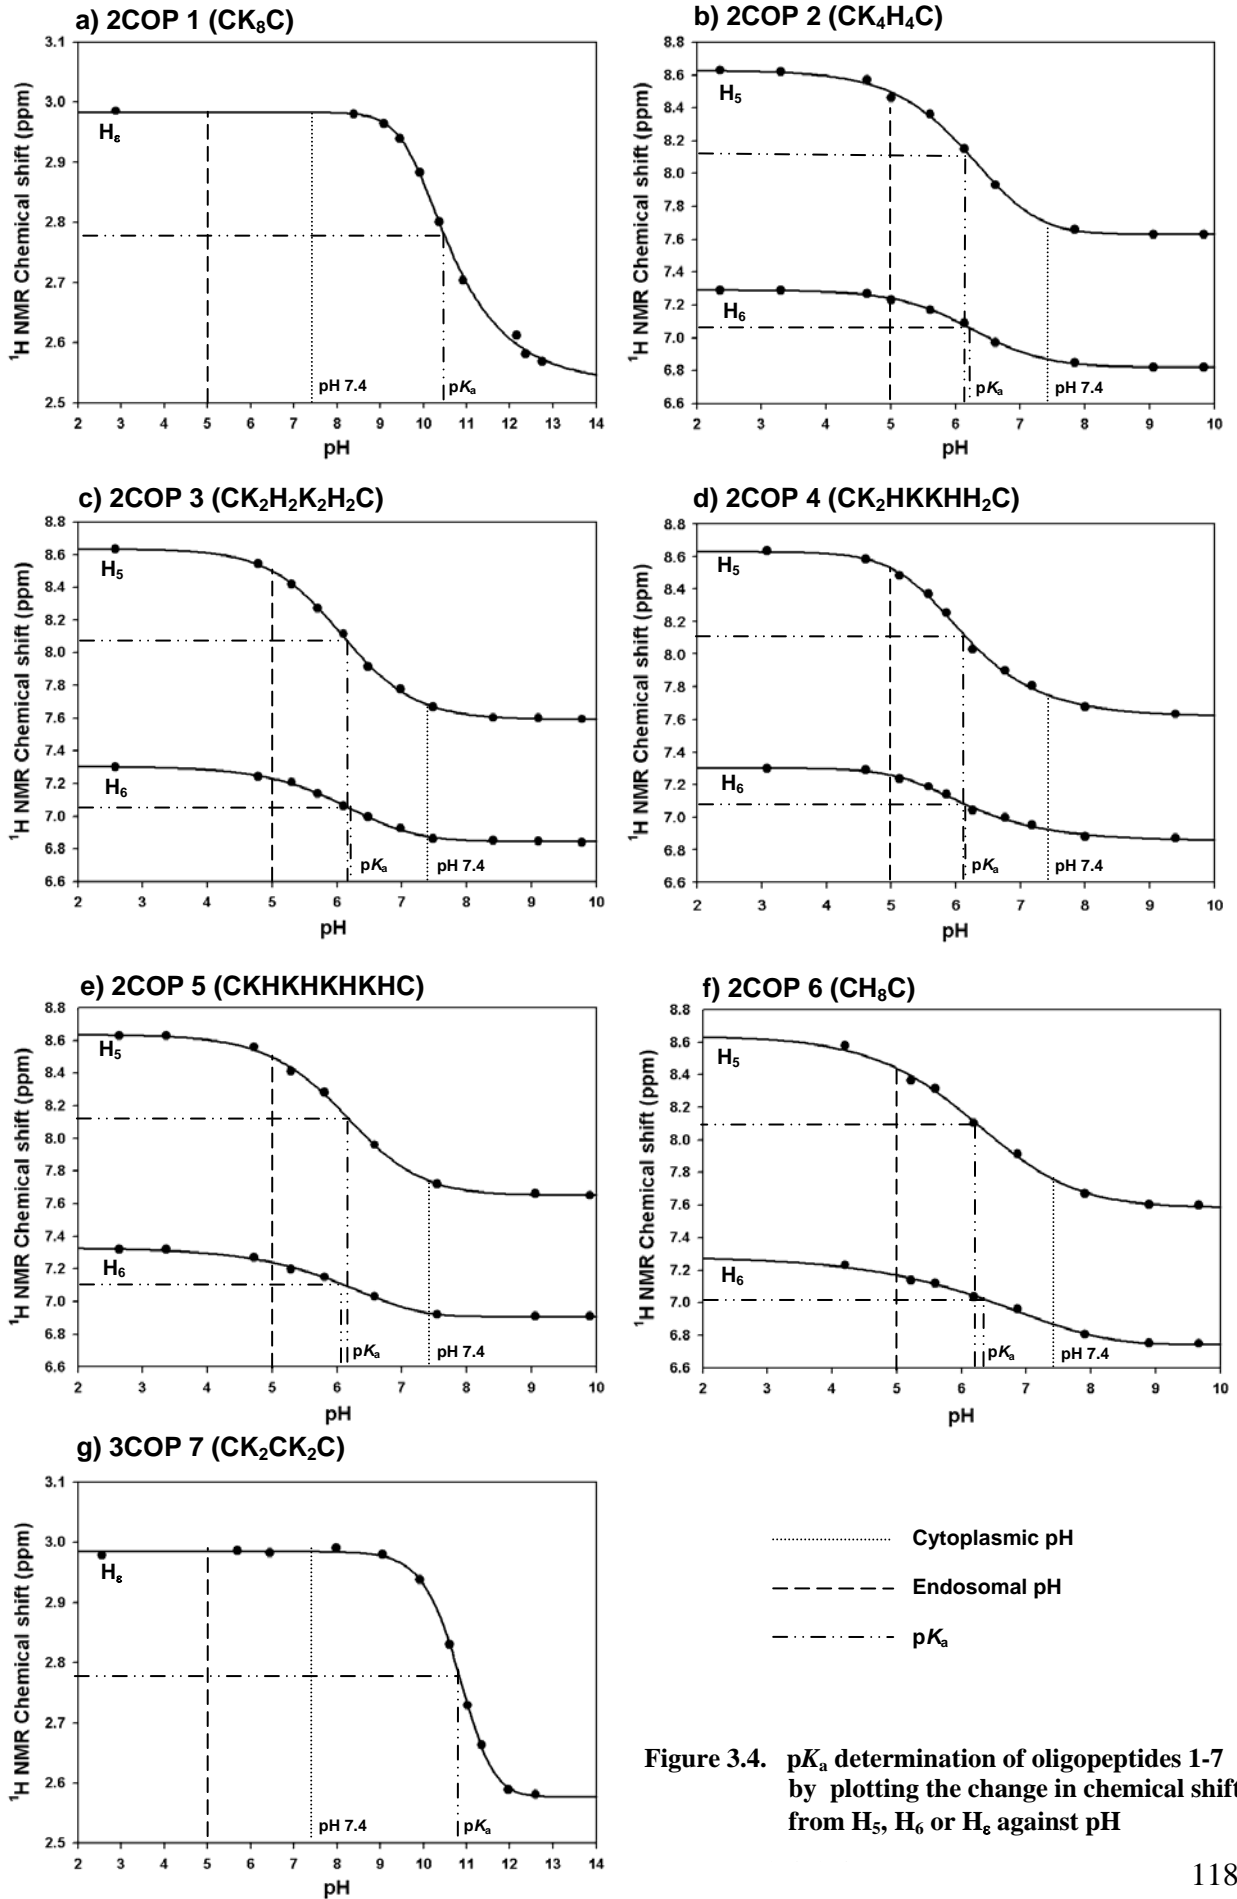 a) 2COP 1 (CK₈C)
¹H NMR Chemical shift (ppm)
3.1
3.0
2.9
2.8
2.7
2.6
2.5
Hε
pH 7.4
pKa
2 3 4 5 6 7 8 9 10 11 12 13 14
pH
b) 2COP 2 (CK₄H₄C)
¹H NMR Chemical shift (ppm)
8.8
8.6
8.4
8.2
8.0
7.8
7.6
7.4
7.2
7.0
6.8
6.6
H₅
H₆
pKa
pH 7.4
2 3 4 5 6 7 8 9 10
pH
c) 2COP 3 (CK₂H₂K₂H₂C)
¹H NMR Chemical shift (ppm)
8.8
8.6
8.4
8.2
8.0
7.8
7.6
7.4
7.2
7.0
6.8
6.6
H₅
H₆
pKa
pH 7.4
2 3 4 5 6 7 8 9 10
pH
d) 2COP 4 (CK₂HKKHH₂C)
¹H NMR Chemical shift (ppm)
8.8
8.6
8.4
8.2
8.0
7.8
7.6
7.4
7.2
7.0
6.8
6.6
H₅
H₆
pKa
pH 7.4
2 3 4 5 6 7 8 9 10
pH
e) 2COP 5 (CKHKHKHKHC)
¹H NMR Chemical shift (ppm)
8.8
8.6
8.4
8.2
8.0
7.8
7.6
7.4
7.2
7.0
6.8
6.6
H₅
H₆
pKa
pH 7.4
2 3 4 5 6 7 8 9 10
pH
f) 2COP 6 (CH₈C)
¹H NMR Chemical shift (ppm)
8.8
8.6
8.4
8.2
8.0
7.8
7.6
7.4
7.2
7.0
6.8
6.6
H₅
H₆
pKa
pH 7.4
2 3 4 5 6 7 8 9 10
pH
g) 3COP 7 (CK₂CK₂C)
¹H NMR Chemical shift (ppm)
3.1
3.0
2.9
2.8
2.7
2.6
2.5
Hε
pH 7.4
pKa
2 3 4 5 6 7 8 9 10 11 12 13 14
pH
Cytoplasmic pH
Endosomal pH
pKa
Figure 3.4. pKa determination of oligopeptides 1-7
by plotting the change in chemical shift
from H₅, H₆ or Hε against pH
118